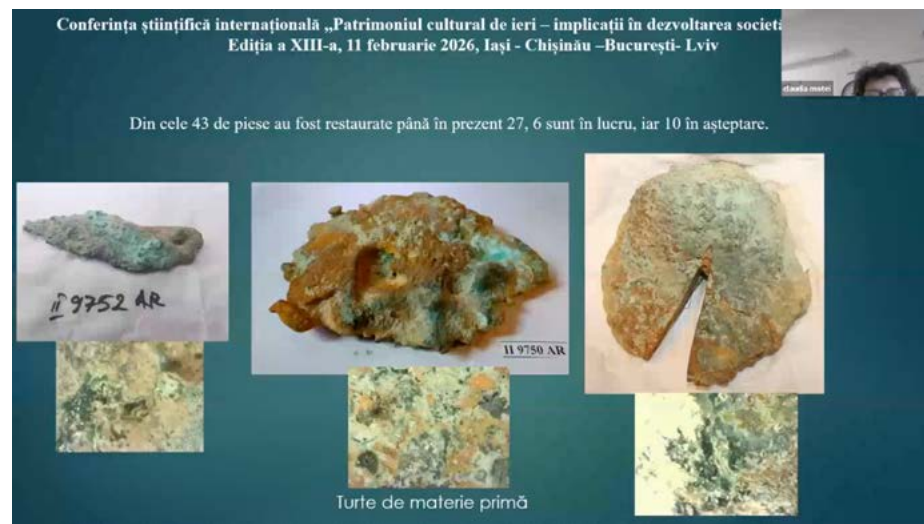 Conferința științifică internațională „Patrimoniul cultural de ieri – implicații în dezvoltarea
Ediția a XIII-a, 11 februarie 2026, Iași - Chișinău –București- Lviv
claudia matei
Din cele 43 de piese au fost restaurate până în prezent 27, 6 sunt în lucru, iar 10 în așteptare.
II 9752 AR
II 9750 AR
Turte de materie primă